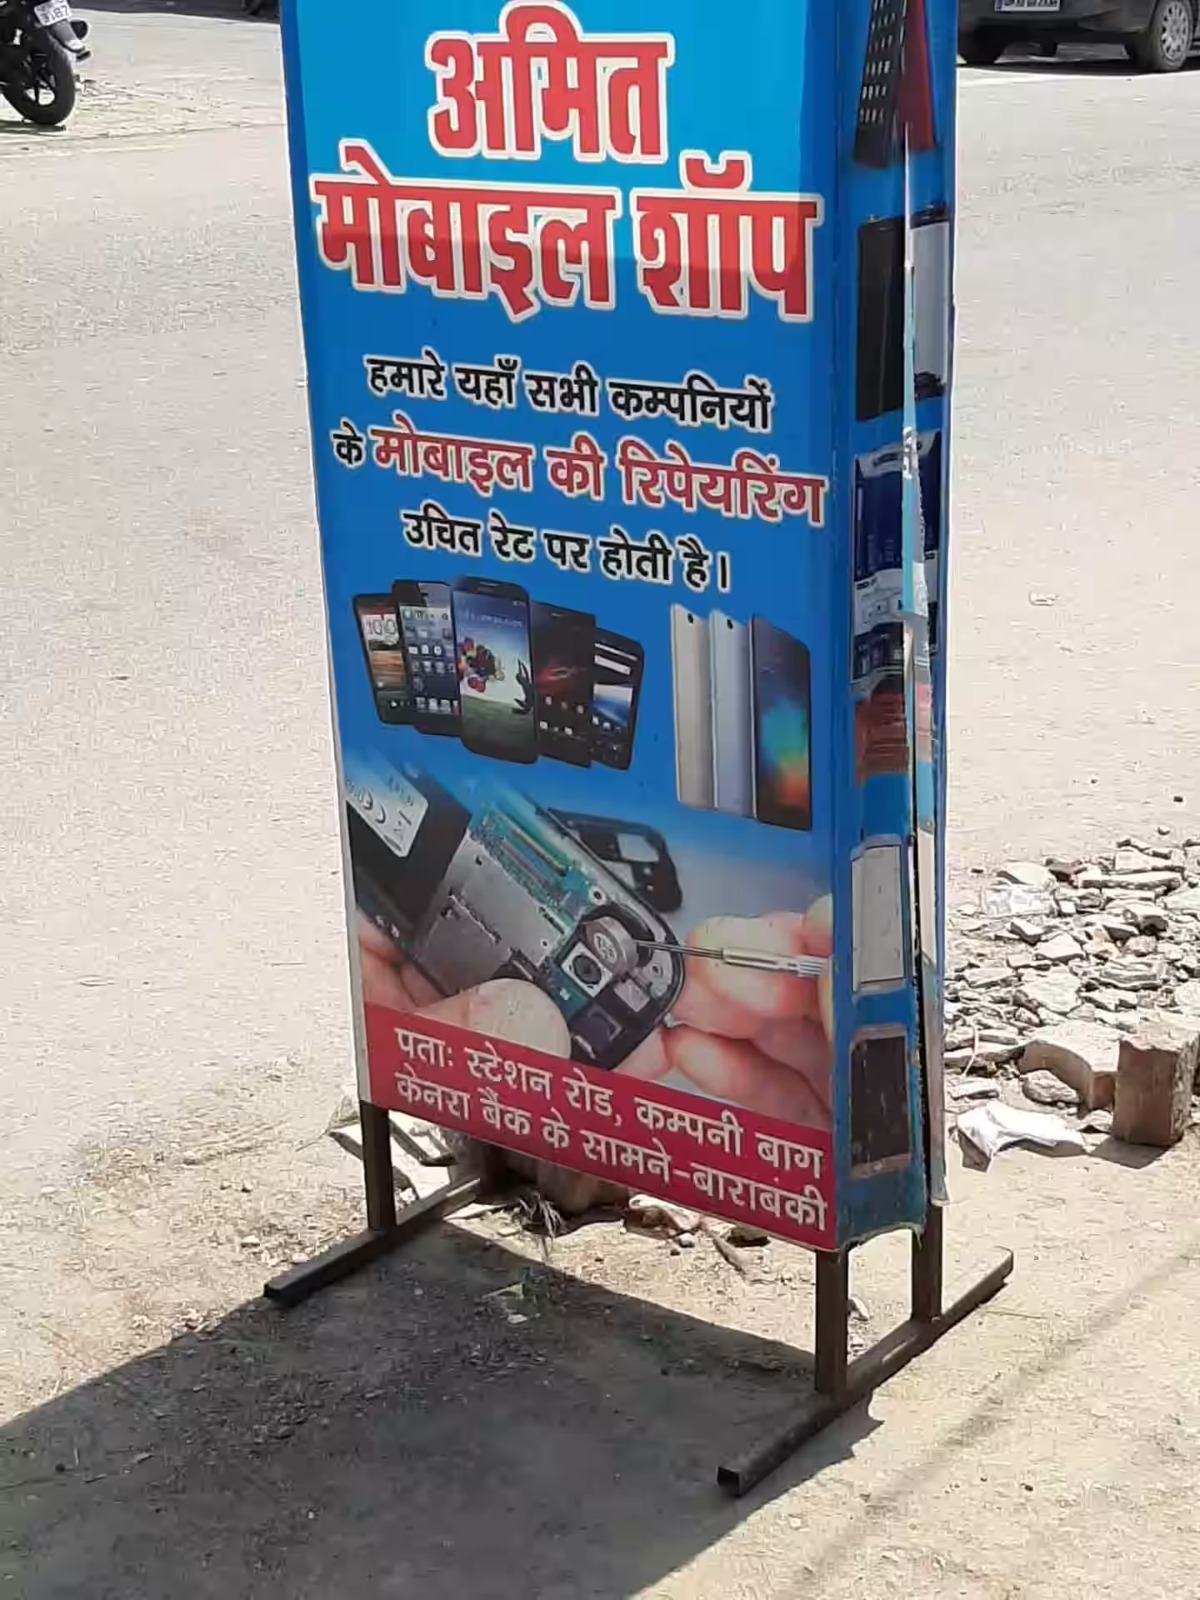 अमित
मोबाइल शॉप
हमारे यहाँ सभी कम्पनियों
के मोबाइल की रिपेयरिंग
उचित रेट पर होती है।
पताः स्टेशन रोड, कम्पनी बाग
केनरा बैंक के सामने-बाराबंकी